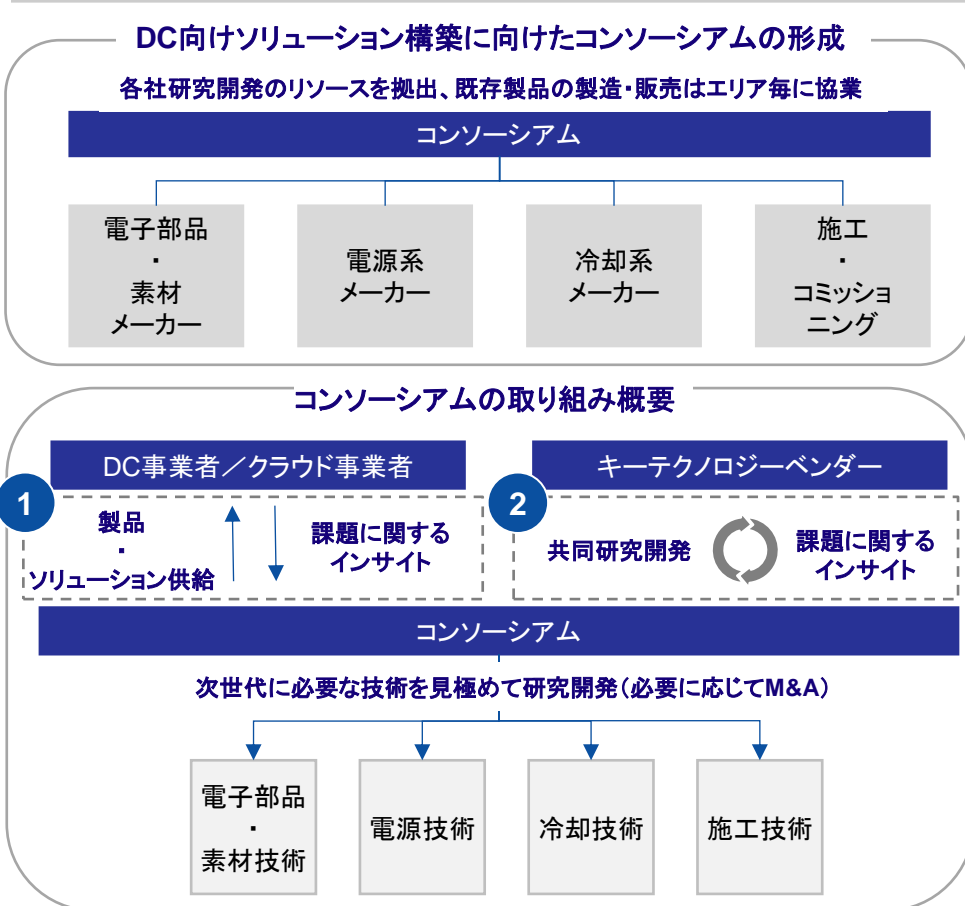 DC向けソリューション構築に向けたコンソーシアムの形成
各社研究開発のリソースを拠出、既存製品の製造・販売はエリア毎に協業
コンソーシアム
電子部品
・
素材
メーカー
電源系
メーカー
冷却系
メーカー
施工
・
コミッショ
ニング
コンソーシアムの取り組み概要
DC事業者／クラウド事業者
1
製品
・
ソリューション供給
課題に関する
インサイト
キーテクノロジーベンダー
2
共同研究開発
課題に関する
インサイト
コンソーシアム
次世代に必要な技術を見極めて研究開発（必要に応じてM&A）
電子部品
・
素材技術
電源技術
冷却技術
施工技術